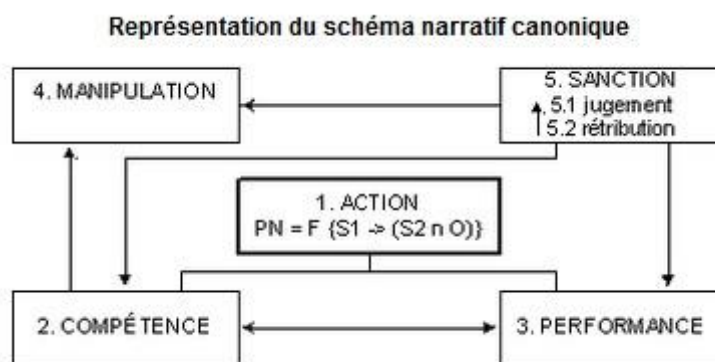 Représentation du schéma narratif canonique
4. MANIPULATION
5. SANCTION
5.1 jugement
5.2 rétribution
1. ACTION
PN = F {S1 -> (S2 n O)}
2. COMPÉTENCE
3. PERFORMANCE